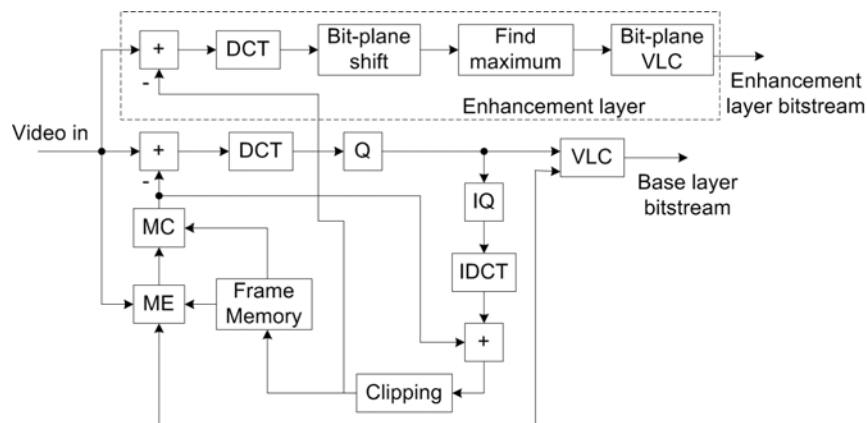 +
DCT
Bit-plane
shift
Find
maximum
Bit-plane
VLC
-
Enhancement layer
Enhancement
layer bitstream
Video in
+
DCT
Q
VLC
-
Base layer
bitstream
IQ
MC
IDCT
ME
Frame
Memory
+
Clipping